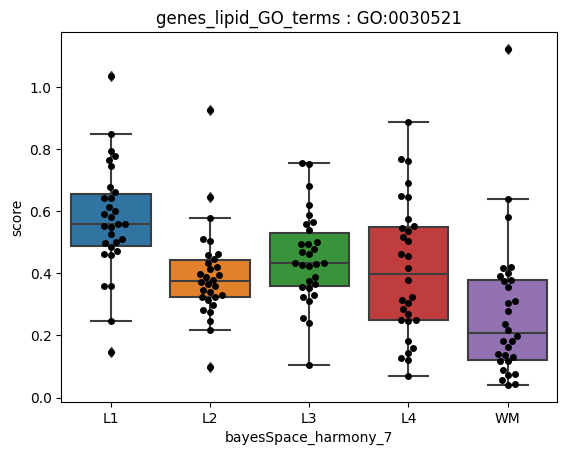 genes_lipid_GO_terms : GO:0030521
score
1.0
0.8
0.6
0.4
0.2
0.0
L1 L2 L3 L4 WM
bayesSpace_harmony_7